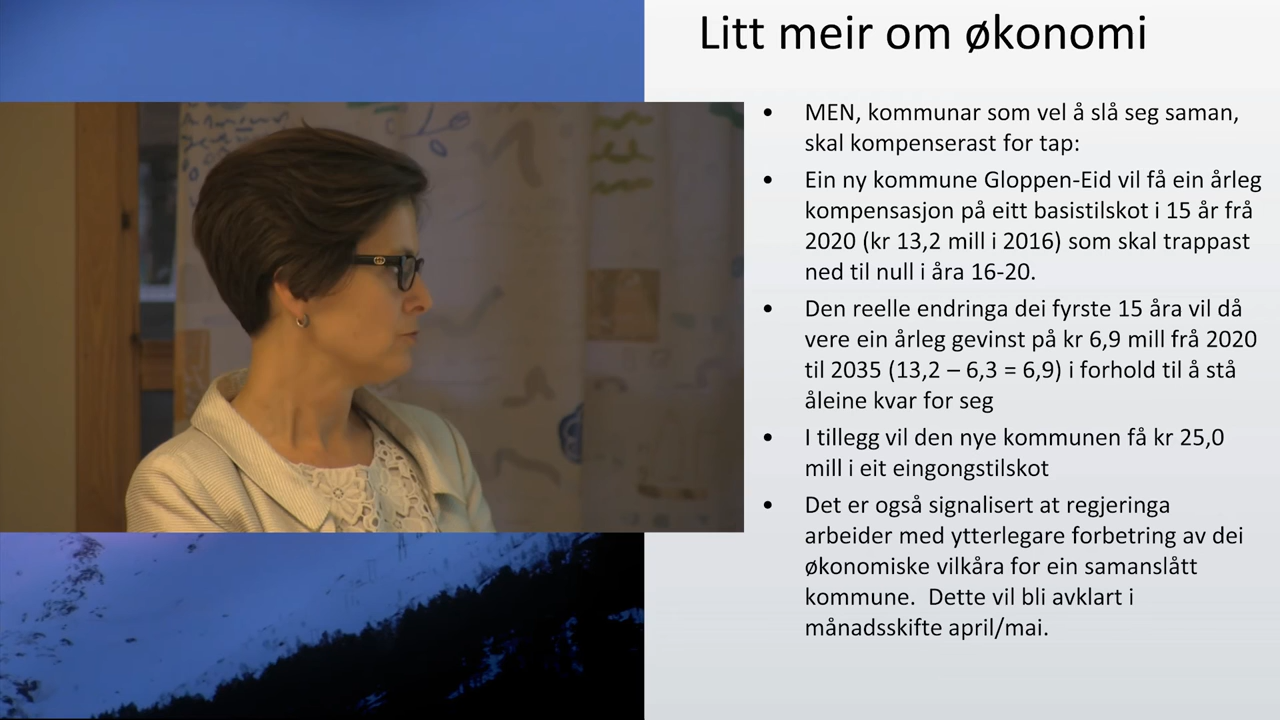 Litt meir om økonomi
• MEN, kommunar som vel å slå seg saman,
skal kompenserast for tap:
• Ein ny kommune Gloppen-Eid vil få ein årleg
kompensasjon på eitt basistilskot i 15 år frå
2020 (kr 13,2 mill i 2016) som skal trappast
ned til null i åra 16-20.
• Den reelle endringa dei fyrste 15 åra vil då
vere ein årleg gevinst på kr 6,9 mill frå 2020
til 2035 (13,2 – 6,3 = 6,9) i forhold til å stå
åleine kvar for seg
• I tillegg vil den nye kommunen få kr 25,0
mill i eit eingongstilskot
• Det er også signalisert at regjeringa
arbeider med ytterlegare forbetring av dei
økonomiske vilkåra for ein samanslått
kommune.  Dette vil bli avklart i
månadsskifte april/mai.